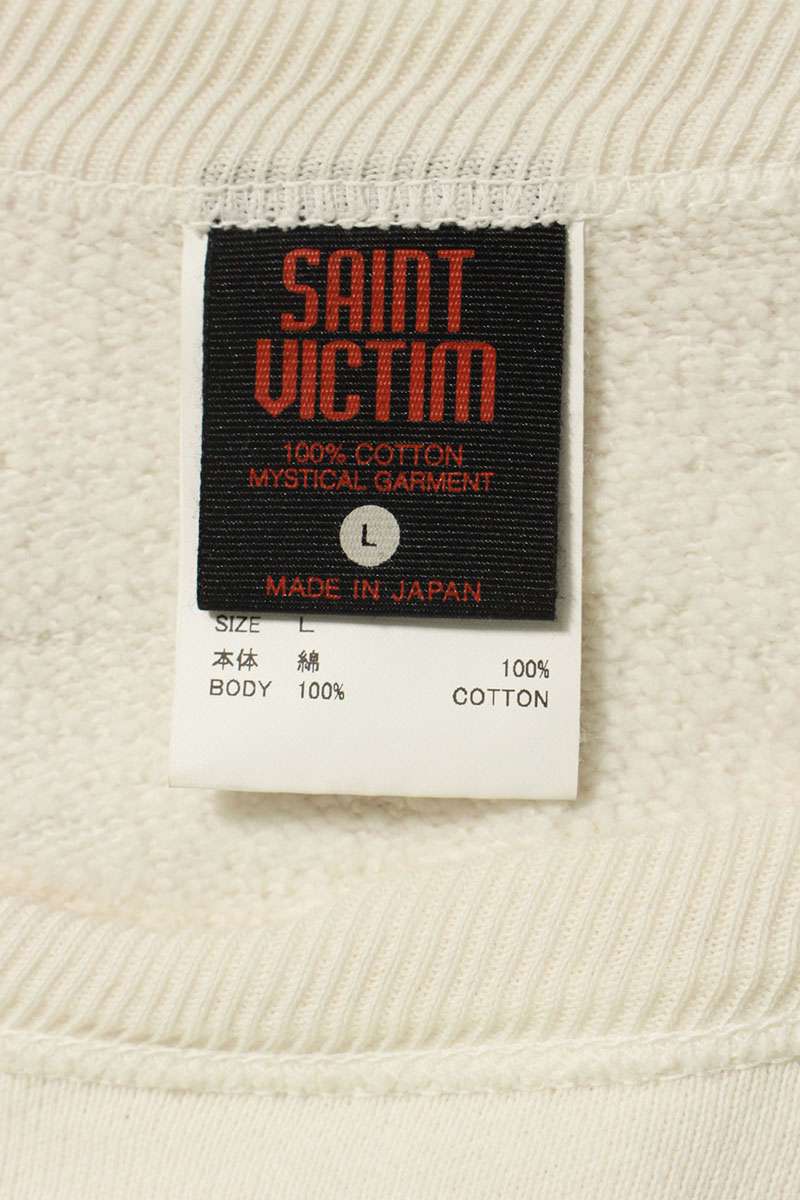 SAINT
VICTIM
100% COTTON
MYSTICAL GARMENT
L
MADE IN JAPAN
SIZE L
本体 綿 100%
BODY 100% COTTON